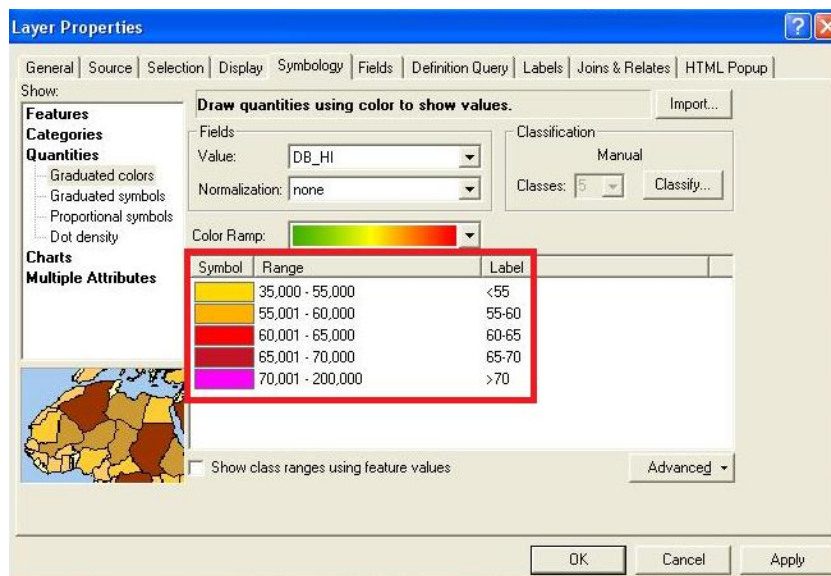 Layer Properties
General Source Selection Display Symbology Fields Definition Query Labels Joins & Relates HTML Popup
Show:
Features
Categories
Quantities
Graduated colors
Graduated symbols
Proportional symbols
Dot density
Charts
Multiple Attributes
Draw quantities using color to show values.
Import...
Fields
Value: DB_HI
Normalization: none
Classification
Manual
Classes: 5 Classify...
Color Ramp:
Symbol Range Label
35,000 - 55,000 <55
55,001 - 60,000 55-60
60,001 - 65,000 60-65
65,001 - 70,000 65-70
70,001 - 200,000 >70
Show class ranges using feature values
Advanced
OK Cancel Apply